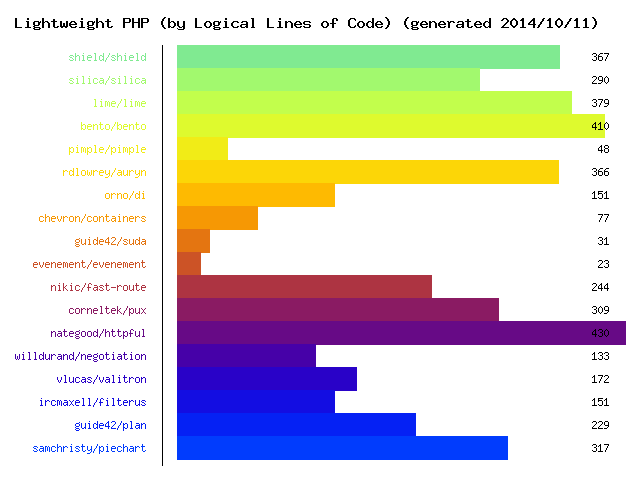 Lightweight PHP (by Logical Lines of Code) (generated 2014/10/11)
shield/shield 367
silica/silica 290
lime/lime 379
bento/bento 410
pimple/pimple 48
rdlowrey/auryn 366
orno/di 151
chevron/containers 77
guide42/suda 31
evenement/evenement 23
nikic/fast-route 244
corneltek/pux 309
nategood/httpful 430
willdurand/negotiation 133
vlucas/valitron 172
ircmaxell/filterus 151
guide42/plan 229
samchristy/piechart 317